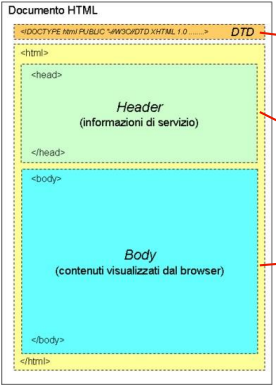 Documento HTML
<!DOCTYPE html PUBLIC "-//W3C//DTD XHTML 1.0 .......> DTD
<html>
<head>
Header
(informazioni di servizio)
</head>
<body>
Body
(contenuti visualizzati dal browser)
</body>
</html>